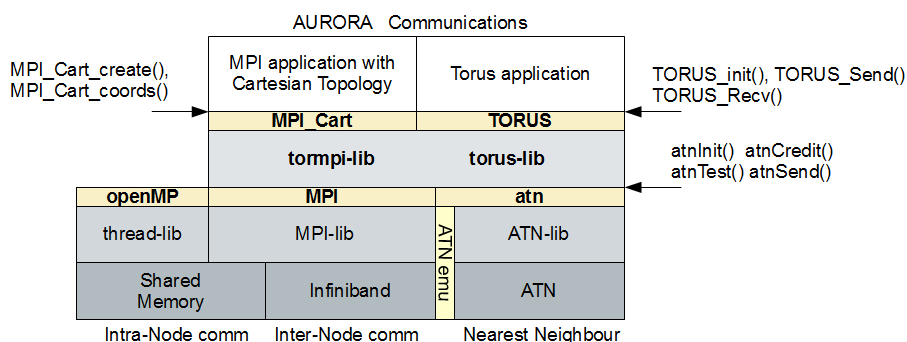 AURORA Communications
MPI_Cart_create(),
MPI_Cart_coords()
MPI application with
Cartesian Topology
Torus application
TORUS_init(), TORUS_Send()
TORUS_Recv()
MPI_Cart
TORUS
tormpi-lib
torus-lib
atnInit() atnCredit()
atnTest() atnSend()
openMP
MPI
atn
thread-lib
MPI-lib
ATN emu
ATN-lib
Shared
Memory
Infiniband
ATN
Intra-Node comm
Inter-Node comm
Nearest Neighbour